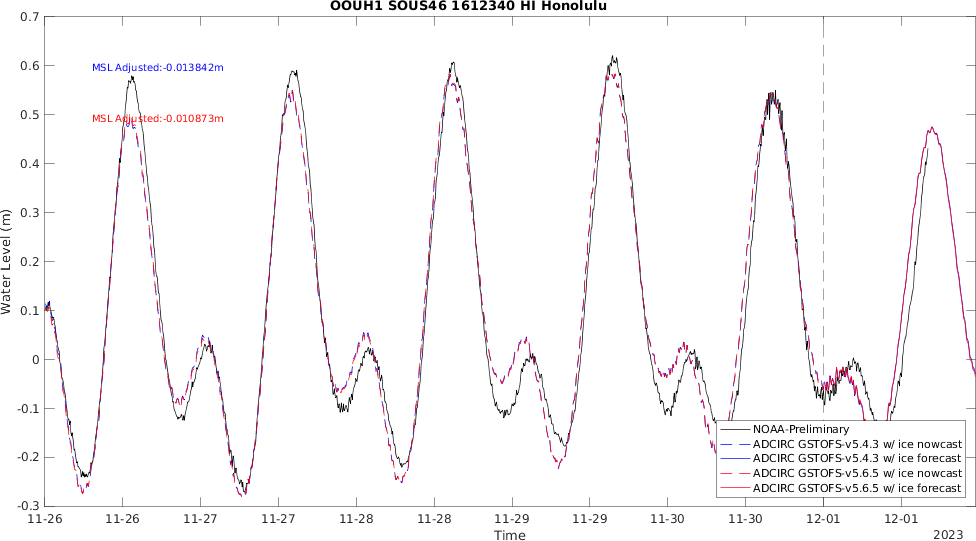 OOUH1 SOUS46 1612340 HI Honolulu
0.7
0.6
0.5
0.4
0.3
0.2
0.1
0
-0.1
-0.2
-0.3
Water Level (m)
MSL Adjusted:-0.013842m
MSL Adjusted:-0.010873m
NOAA-Preliminary
ADCIRC GSTOFS-v5.4.3 w/ ice nowcast
ADCIRC GSTOFS-v5.4.3 w/ ice forecast
ADCIRC GSTOFS-v5.6.5 w/ ice nowcast
ADCIRC GSTOFS-v5.6.5 w/ ice forecast
11-26 11-26 11-27 11-27 11-28 11-28 11-29 11-29 11-30 11-30 12-01 12-01
Time
2023